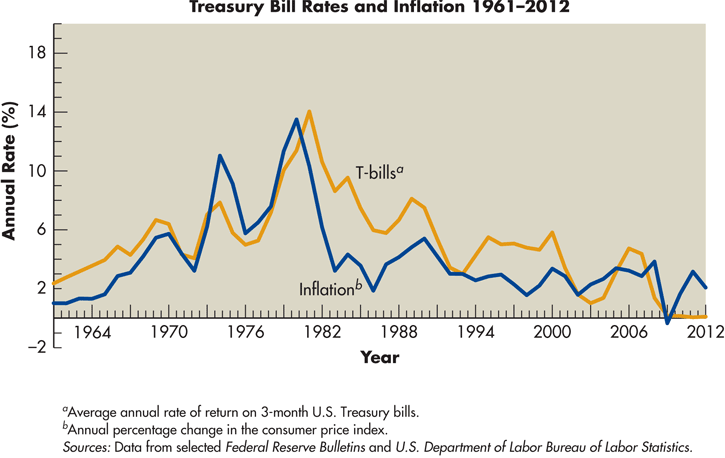 Treasury Bill Rates and Inflation 1961–2012
18
14
10
6
2
–2
Annual Rate (%)
T-billsᵃ
Inflationᵇ
1964 1970 1976 1982 1988 1994 2000 2006 2012
Year
ᵃAverage annual rate of return on 3-month U.S. Treasury bills.
ᵇAnnual percentage change in the consumer price index.
Sources: Data from selected Federal Reserve Bulletins and U.S. Department of Labor Bureau of Labor Statistics.